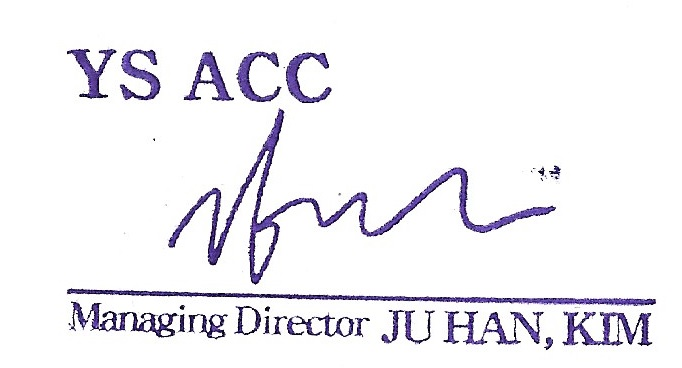 YS ACC
Managing Director JU HAN, KIM